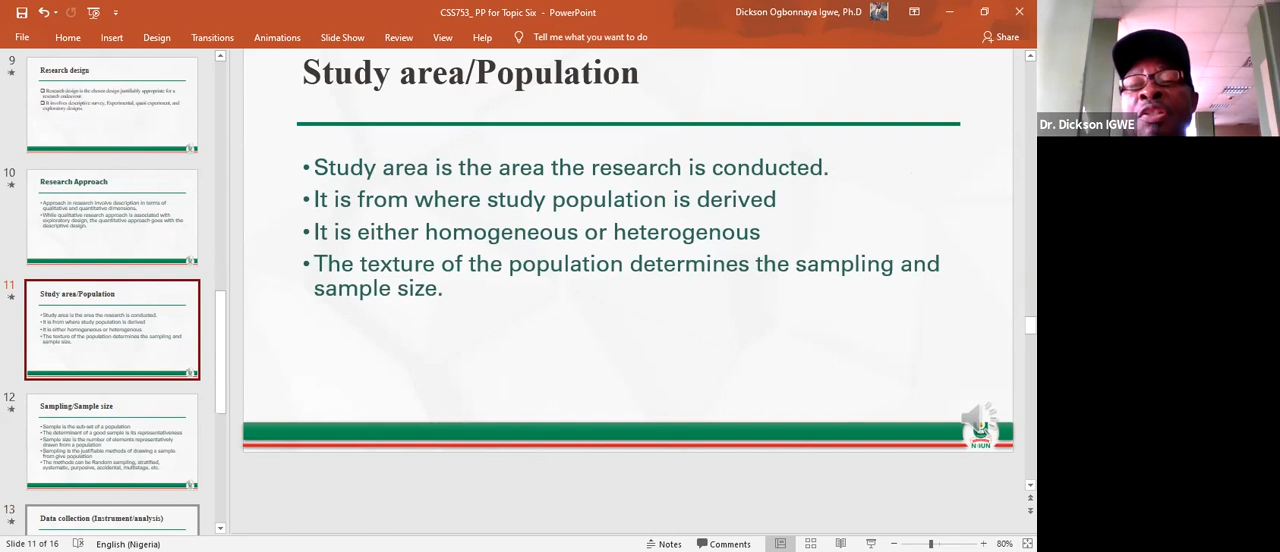 CSS753_ PP for Topic Six - PowerPoint
Dickson Ogbonnaya Igwe, Ph.D
File Home Insert Design Transitions Animations Slide Show Review View Help Tell me what you want to do Share
9
Research design
Research design is the chosen design justifiably appropriate for a
research endeavour.
It involves descriptive survey, Experimental, quasi experiment, and
exploratory designs.
10
Research Approach
•Approach in research involve description in terms of
qualitative and quantitative dimensions.
•While qualitative research approach is associated with
exploratory design, the quantitative approach goes with the
descriptive design.
11
Study area/Population
•Study area is the area the research is conducted.
•It is from where study population is derived
•It is either homogeneous or heterogenous
•The texture of the population determines the sampling and
sample size.
12
Sampling/Sample size
•Sample is the sub-set of a population
•The determinant of a good sample is its representativeness
•Sample size is the number of elements representatively
drawn from a population
•Sampling is the justifiable methods of drawing a sample
from give population
•The methods can be Random sampling, stratified,
systematic, purposive, accidental, multistage, etc.
13
Data collection (Instrument/analysis)
Study area/Population
•Study area is the area the research is conducted.
•It is from where study population is derived
•It is either homogeneous or heterogenous
•The texture of the population determines the sampling and
sample size.
Dr. Dickson IGWE
Slide 11 of 16 English (Nigeria) Notes Comments 80%